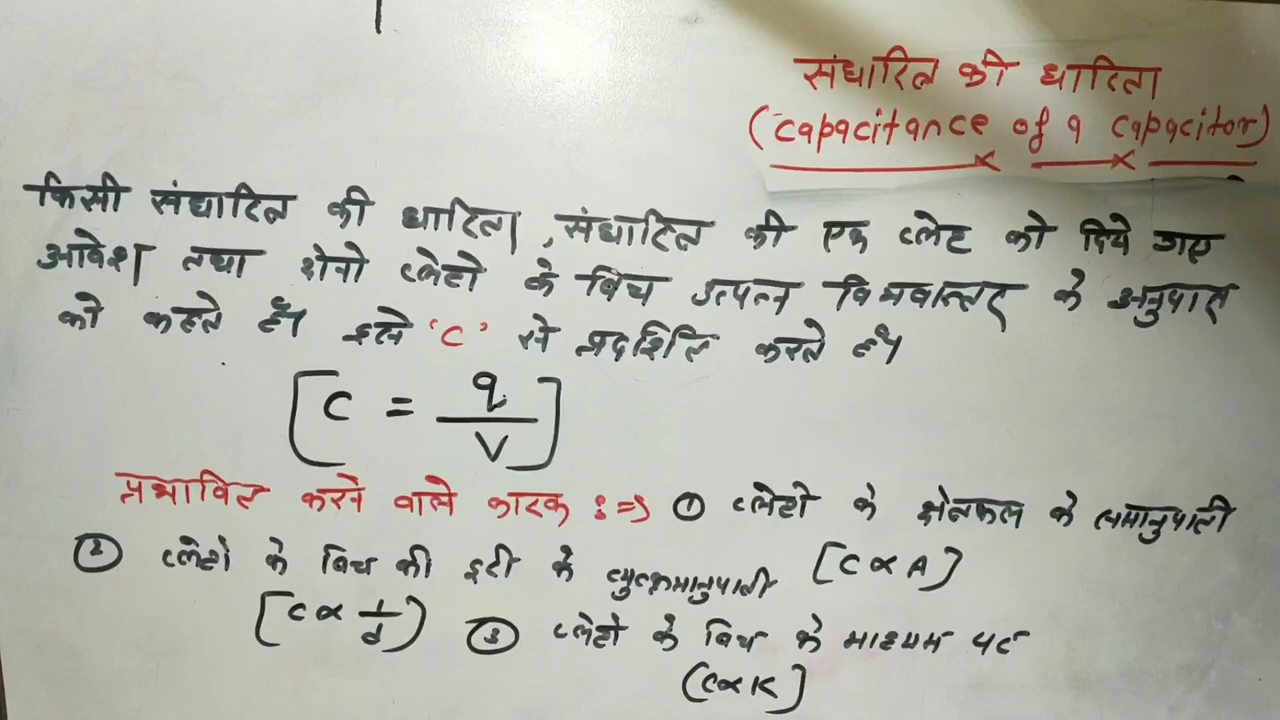 संधारित्र की धारिता
(capacitance of a capacitor)
किसी संधारित्र की धारिता, संधारित्र की एक प्लेट को दिये गए
आवेश तथा दोनो प्लेटो के बिच उत्पन्न विभवान्तर के अनुपात
को कहते हैं। इसे 'C' से प्रदर्शित करते हैं।
[C = q/V]
प्रभावित करने वाले कारक :=> ① प्लेटो के क्षेत्रफल के समानुपाती
[C ∝ A]
② प्लेटो के बिच की दूरी के व्युत्क्रमानुपाती
[C ∝ 1/d)
③ प्लेटो के बिच के माध्यम पर
(C ∝ K]